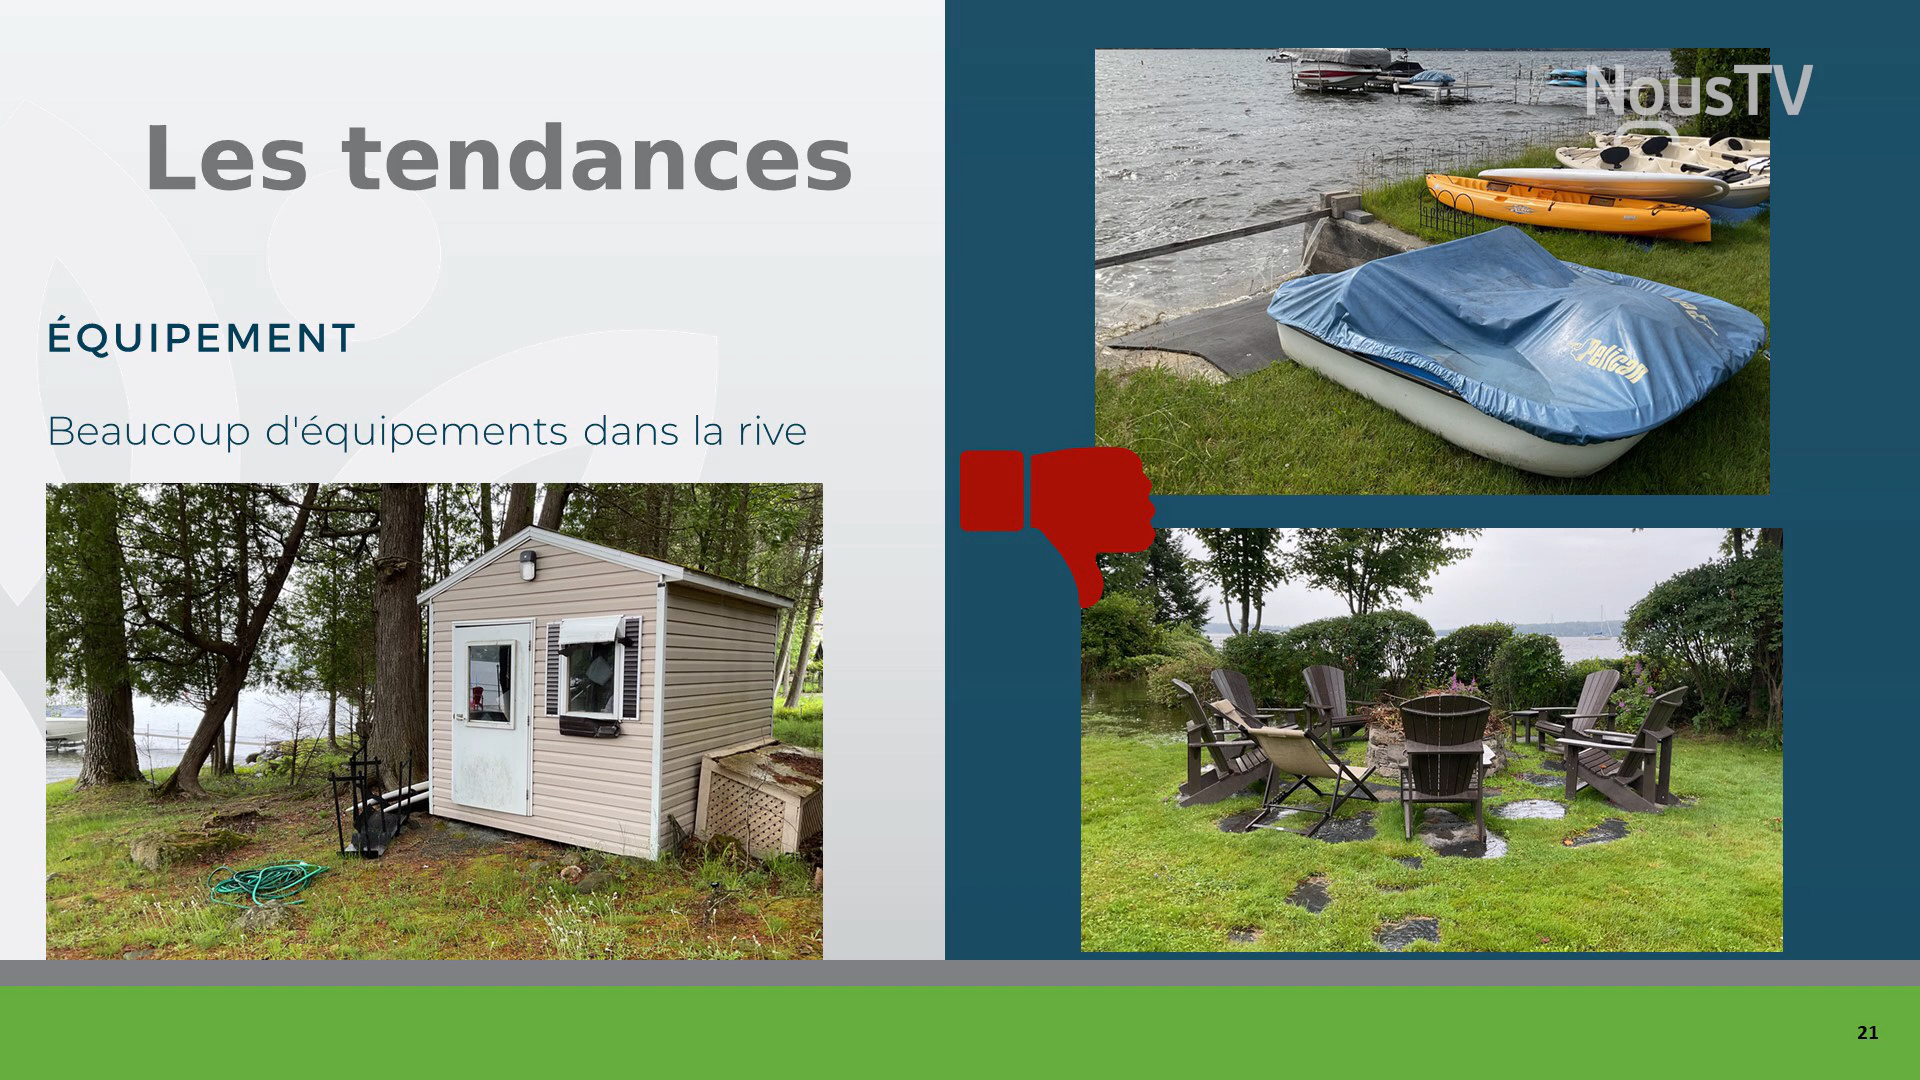 Les tendances
ÉQUIPEMENT
Beaucoup d'équipements dans la rive
NousTV
Pelican
21